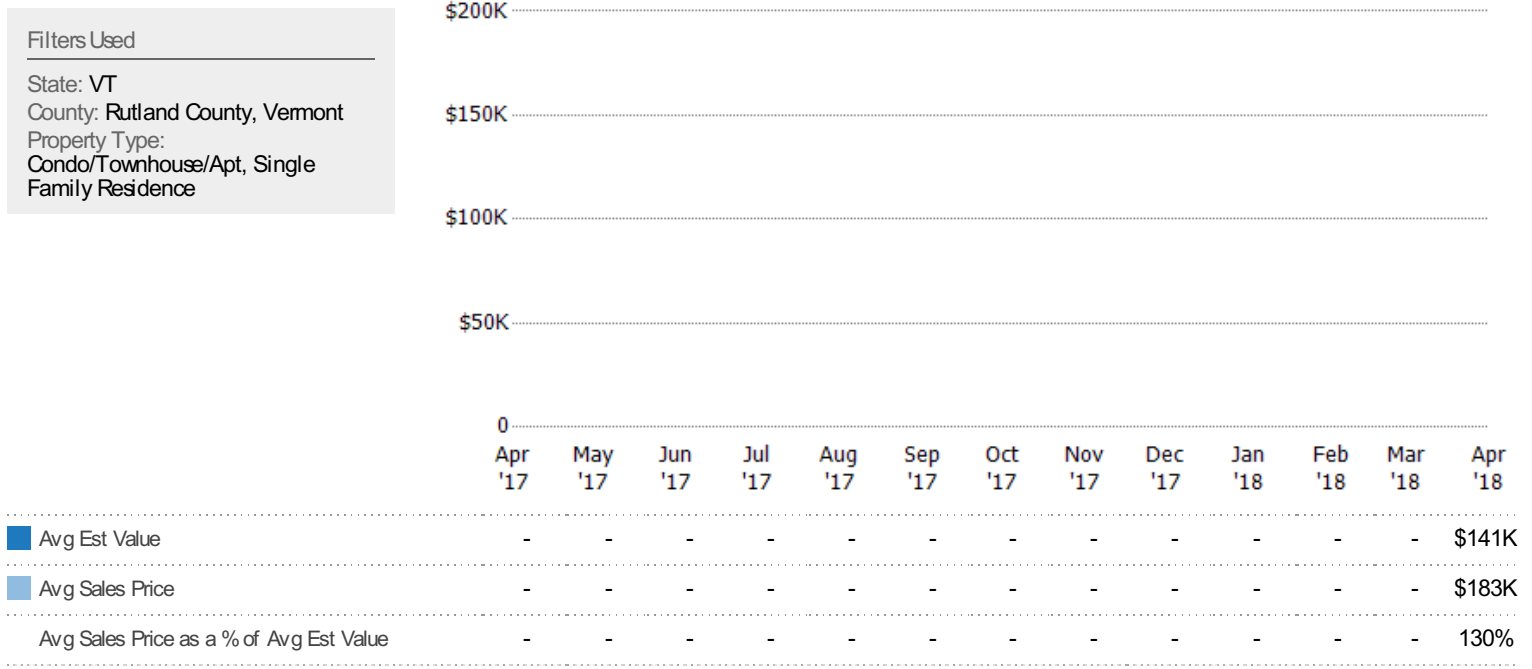 Filters Used
State: VT
County: Rutland County, Vermont
Property Type:
Condo/Townhouse/Apt, Single
Family Residence
$200K
$150K
$100K
$50K
0
Apr May Jun Jul Aug Sep Oct Nov Dec Jan Feb Mar Apr
'17 '17 '17 '17 '17 '17 '17 '17 '17 '18 '18 '18 '18
Avg Est Value - - - - - - - - - - - - $141K
Avg Sales Price - - - - - - - - - - - - $183K
Avg Sales Price as a % of Avg Est Value - - - - - - - - - - - - 130%